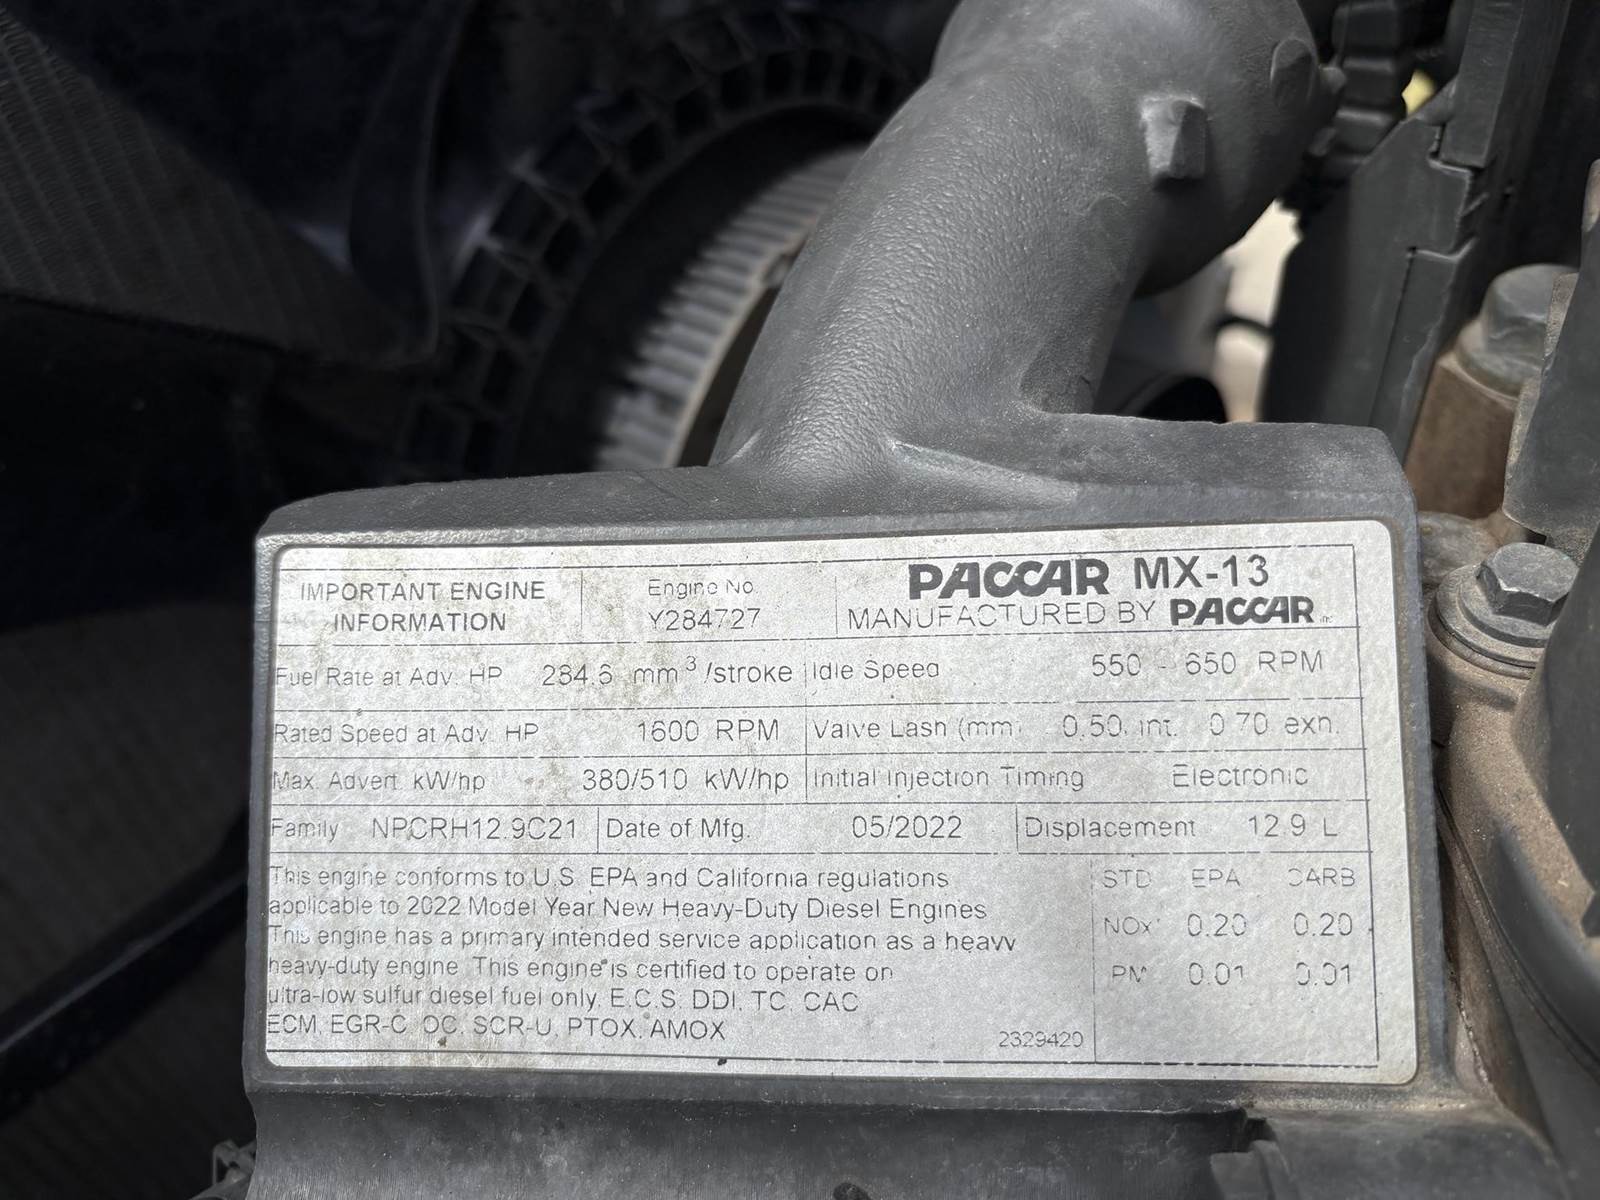 IMPORTANT ENGINE INFORMATION
Engine No.
Y284727
PACCAR MX-13
MANUFACTURED BY PACCAR inc
Fuel Rate at Adv. HP 284.6 mm³/stroke
Idle Speed 550 - 650 RPM
Rated Speed at Adv. HP 1600 RPM
Valve Lash (mm) 0.50 int. 0.70 exh.
Max. Advert. kW/hp 380/510 kW/hp
Initial Injection Timing Electronic
Family NPCRH12.9C21
Date of Mfg. 05/2022
Displacement 12.9 L
This engine conforms to U.S. EPA and California regulations
applicable to 2022 Model Year New Heavy-Duty Diesel Engines
This engine has a primary intended service application as a heavy
heavy-duty engine. This engine is certified to operate on
ultra-low sulfur diesel fuel only. E.C.S. DDI, TC, CAC
ECM, EGR-C, OC, SCR-U, PTOX, AMOX
2329420
STD EPA CARB
NOx 0.20 0.20
PM 0.01 0.01